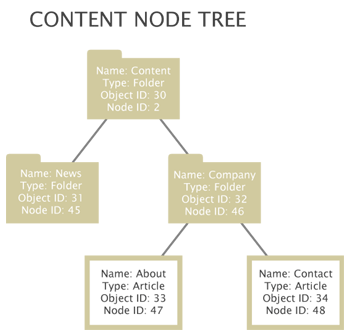 CONTENT NODE TREE
Name: Content
Type: Folder
Object ID: 30
Node ID: 2
Name: News
Type: Folder
Object ID: 31
Node ID: 45
Name: Company
Type: Folder
Object ID: 32
Node ID: 46
Name: About
Type: Article
Object ID: 33
Node ID: 47
Name: Contact
Type: Article
Object ID: 34
Node ID: 48